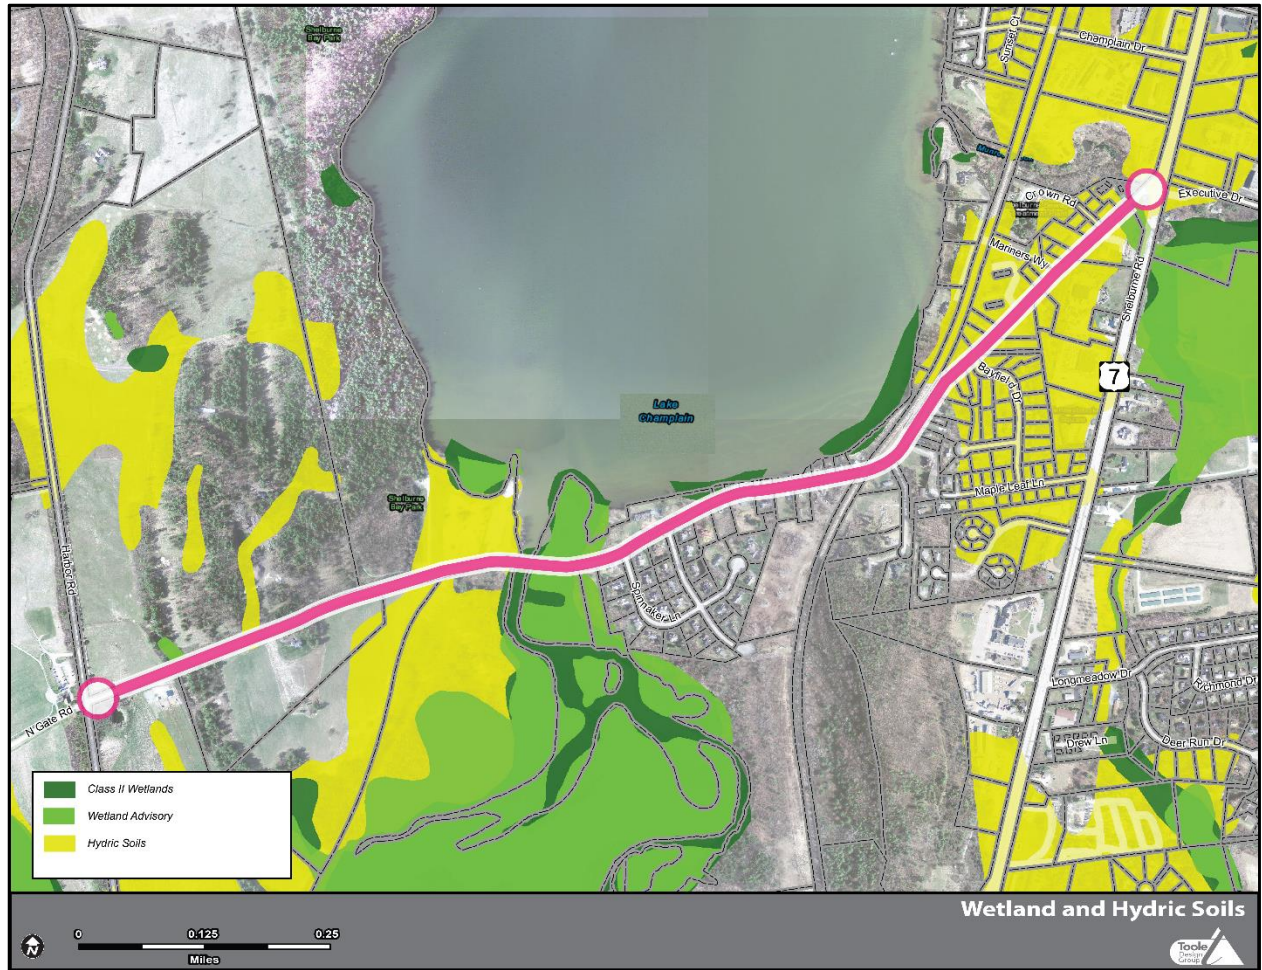 Shelburne
Bay Park
Sunset Cr
Champlain Dr
Crown Rd
Executive Dr
Mariners Wy
Shelburne Rd
7
Bayfield Dr
Lake
Champlain
Maple Leaf Ln
Shelburne
Bay Park
Harbor Rd
Spinnaker Ln
N Gate Rd
Longmeadow Dr
Richmond Dr
Drew Ln
Deer Run Dr
Class II Wetlands
Wetland Advisory
Hydric Soils
Wetland and Hydric Soils
N
0 0.125 0.25
Miles
Toole
Design
Group